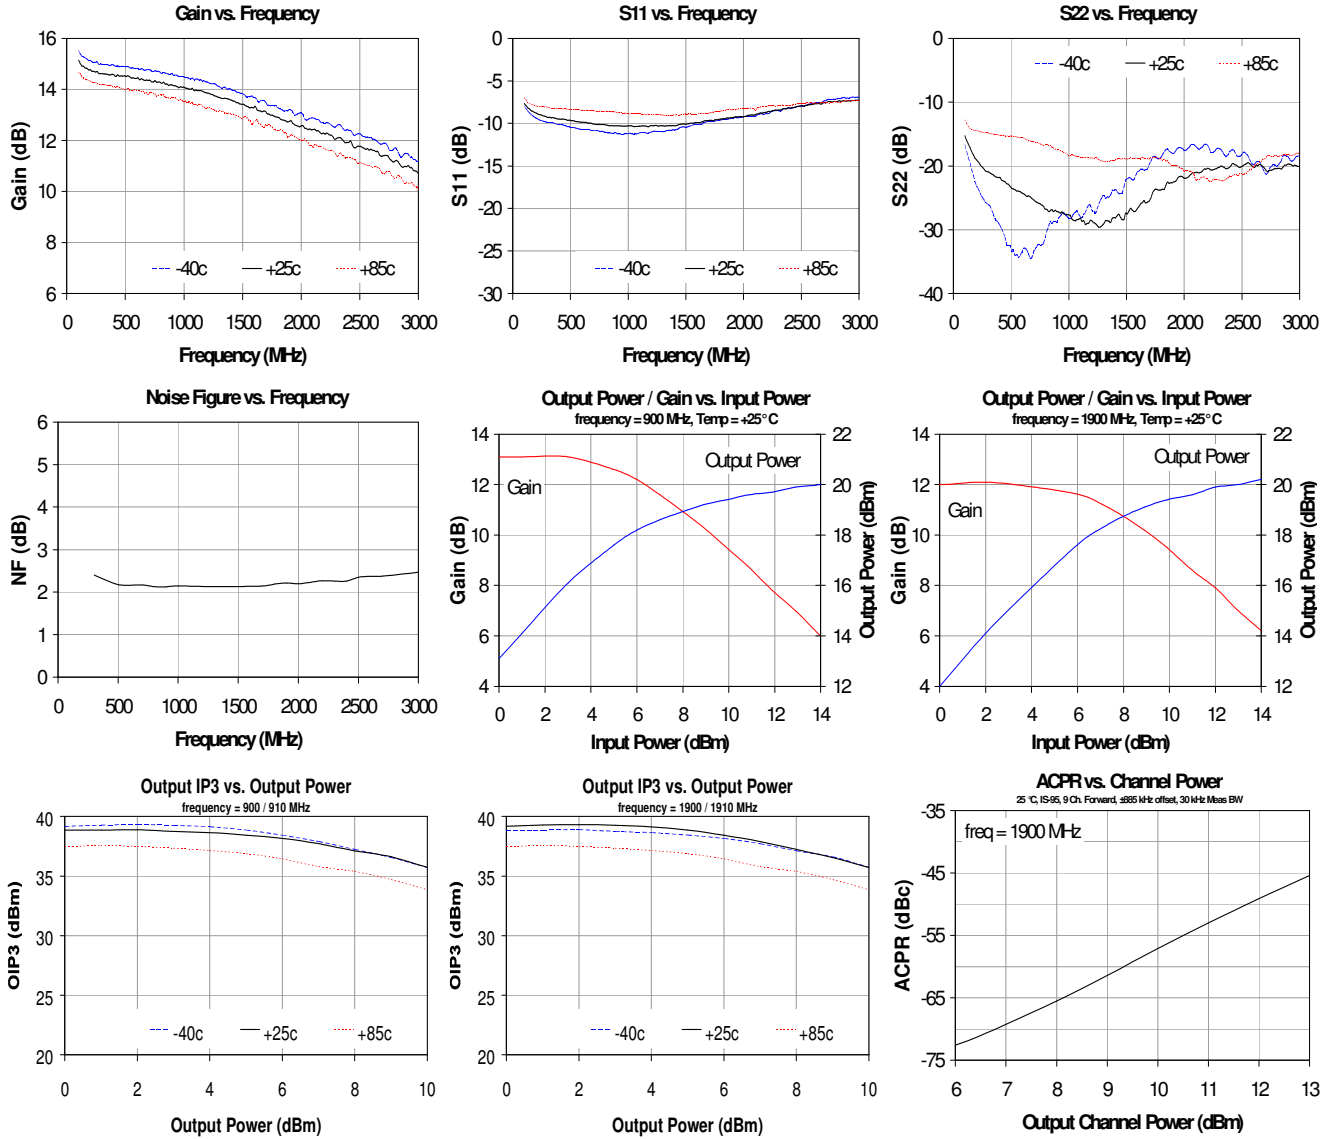 Gain vs. Frequency
16
14
12
10
8
6
Gain (dB)
-40c +25c +85c
0 500 1000 1500 2000 2500 3000
Frequency (MHz)
S11 vs. Frequency
0
-5
-10
-15
-20
-25
-30
S11 (dB)
-40c +25c +85c
0 500 1000 1500 2000 2500 3000
Frequency (MHz)
S22 vs. Frequency
0
-10
-20
-30
-40
S22 (dB)
-40c +25c +85c
0 500 1000 1500 2000 2500 3000
Frequency (MHz)
Noise Figure vs. Frequency
6
5
4
3
2
1
0
NF (dB)
0 500 1000 1500 2000 2500 3000
Frequency (MHz)
Output Power / Gain vs. Input Power
frequency = 900 MHz, Temp = +25° C
14
12
10
8
6
4
Gain (dB)
Output Power
Gain
22
20
18
16
14
12
Output Power (dBm)
0 2 4 6 8 10 12 14
Input Power (dBm)
Output Power / Gain vs. Input Power
frequency = 1900 MHz, Temp = +25° C
14
12
10
8
6
4
Gain (dB)
Output Power
Gain
22
20
18
16
14
12
Output Power (dBm)
0 2 4 6 8 10 12 14
Input Power (dBm)
Output IP3 vs. Output Power
frequency = 900 / 910 MHz
40
35
30
25
20
OIP3 (dBm)
-40c +25c +85c
0 2 4 6 8 10
Output Power (dBm)
Output IP3 vs. Output Power
frequency = 1900 / 1910 MHz
40
35
30
25
20
OIP3 (dBm)
-40c +25c +85c
0 2 4 6 8 10
Output Power (dBm)
ACPR vs. Channel Power
25 °C, IS-95, 9 Ch. Forward, ±885 kHz offset, 30 kHz Meas BW
-35
-45
-55
-65
-75
ACPR (dBc)
freq = 1900 MHz
6 7 8 9 10 11 12 13
Output Channel Power (dBm)